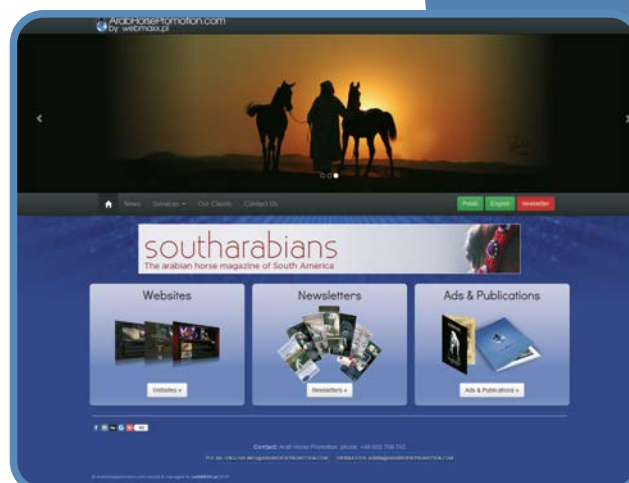 ArabHorsePromotion.com
by webmaxx.pl
News Services Our Clients Contact Us
Polski English Newsletter
southarabians
The arabian horse magazine of South America
Websites Newsletters Ads & Publications
Websites » Newsletters » Ads & Publications »
Contact: Arab Horse Promotion, phone: